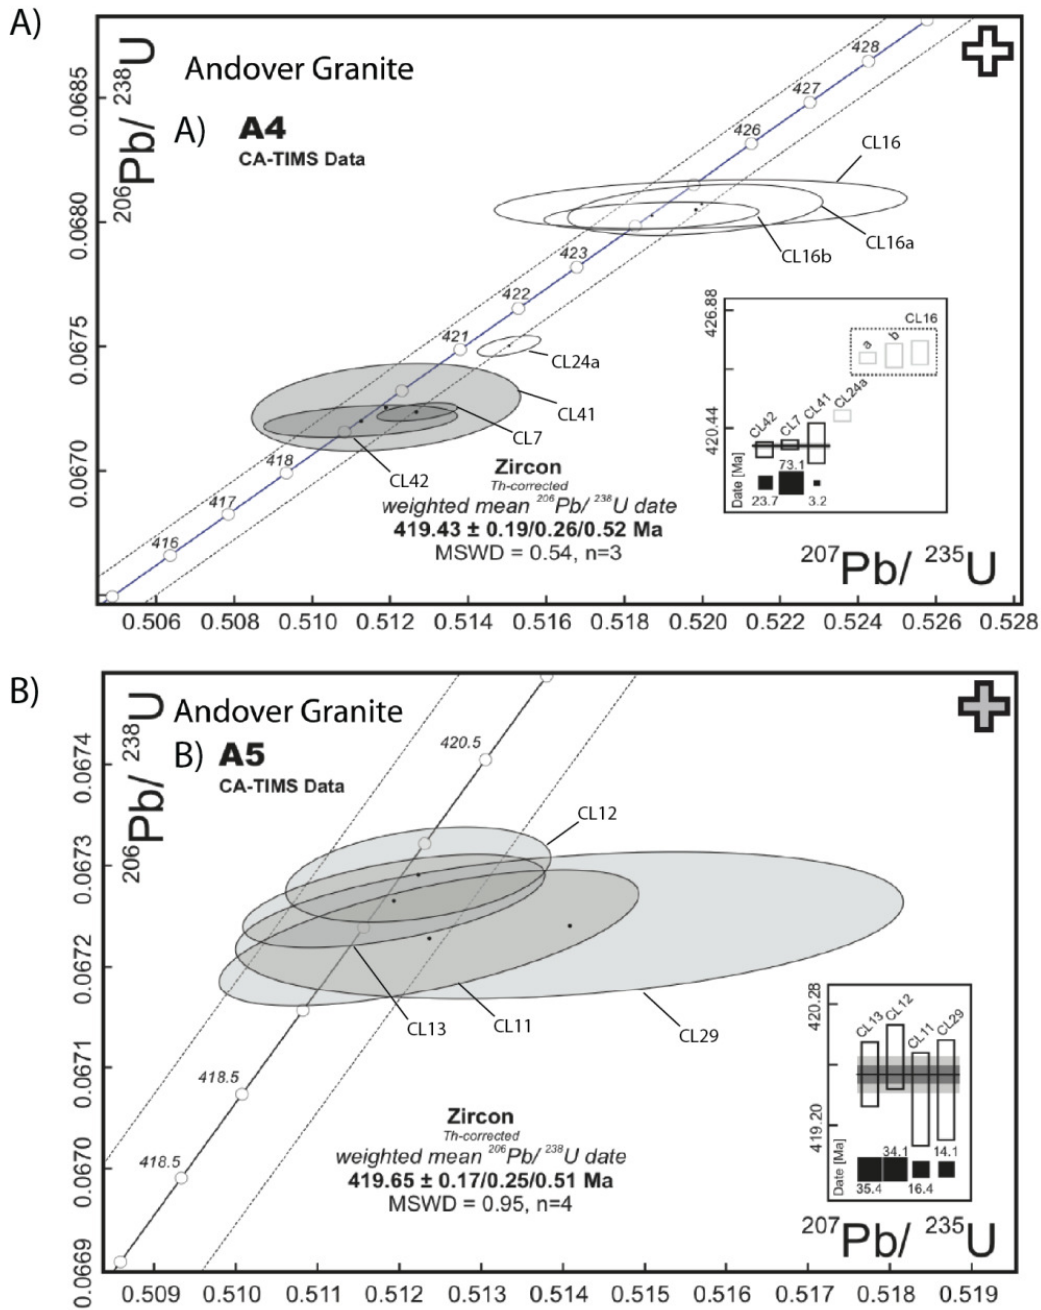 A)
Andover Granite
A) A4
CA-TIMS Data
206Pb/ 238U
0.0685
0.0680
0.0675
0.0670
428
427
426
423
422
421
418
417
416
CL16
CL16a
CL16b
CL24a
CL41
CL7
CL42
Zircon
Th-corrected
weighted mean 206Pb/ 238U date
419.43 ± 0.19/0.26/0.52 Ma
MSWD = 0.54, n=3
426.88
420.44
Date [Ma]
CL16
a
b
CL24a
CL41
CL7
CL42
73.1
23.7
3.2
207Pb/ 235U
0.506 0.508 0.510 0.512 0.514 0.516 0.518 0.520 0.522 0.524 0.526 0.528
B)
Andover Granite
B) A5
CA-TIMS Data
206Pb/ 238U
0.0674
0.0673
0.0672
0.0671
0.0670
0.0669
420.5
418.5
418.5
CL12
CL13
CL11
CL29
Zircon
Th-corrected
weighted mean 206Pb/ 238U date
419.65 ± 0.17/0.25/0.51 Ma
MSWD = 0.95, n=4
420.28
419.20
Date [Ma]
CL13
CL12
CL11
CL29
34.1
14.1
35.4
16.4
207Pb/ 235U
0.509 0.510 0.511 0.512 0.513 0.514 0.515 0.516 0.517 0.518 0.519